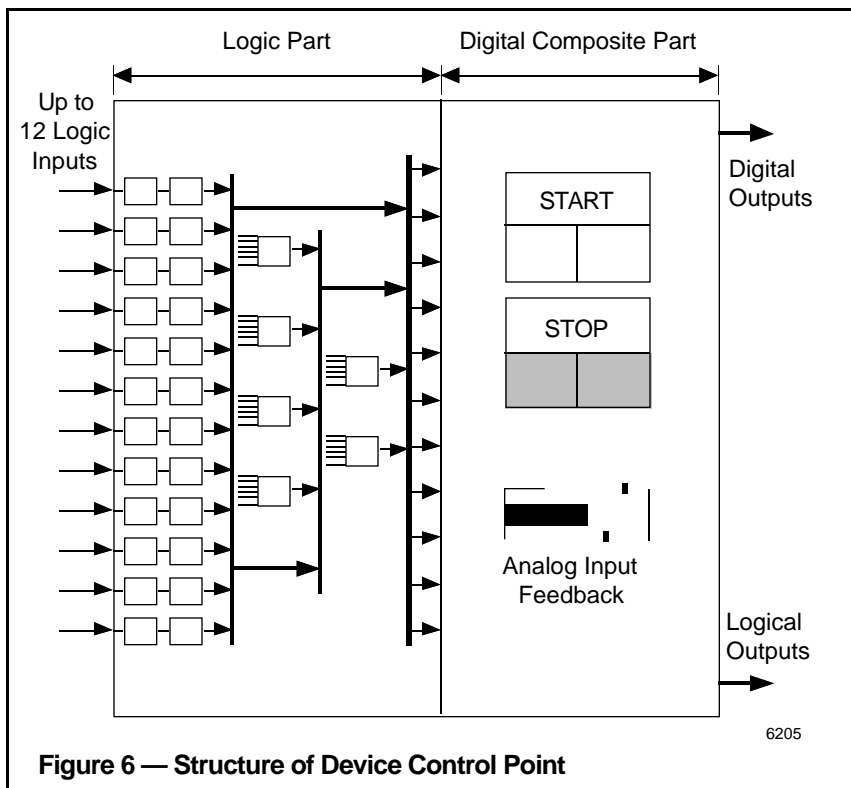 Logic Part
Digital Composite Part
Up to
12 Logic
Inputs
Digital
Outputs
START
STOP
Analog Input
Feedback
Logical
Outputs
6205
Figure 6 — Structure of Device Control Point